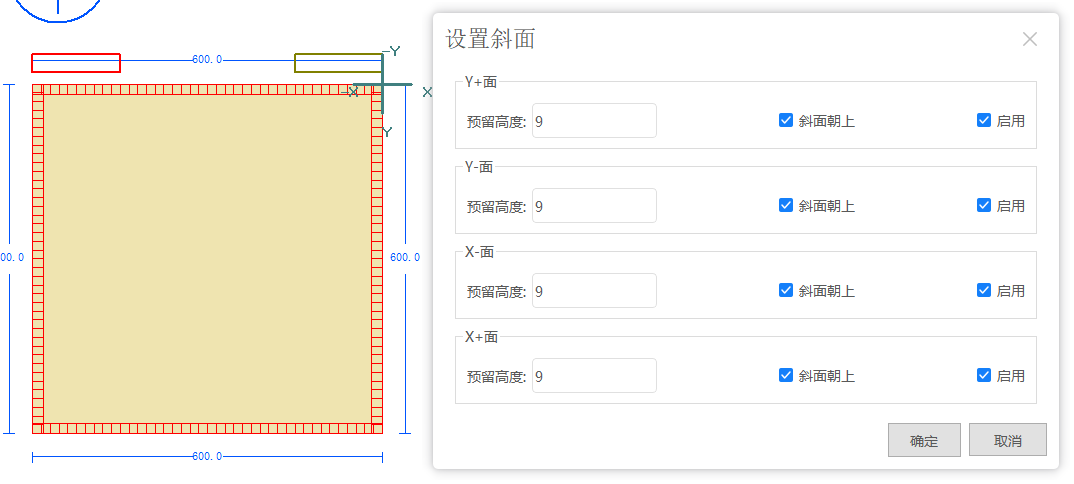 设置斜面
Y+面
预留高度: 9
斜面朝上
启用
Y-面
预留高度: 9
斜面朝上
启用
X-面
预留高度: 9
斜面朝上
启用
X+面
预留高度: 9
斜面朝上
启用
确定
取消
600.0
-Y
-X
X
Y
00.0
600.0
600.0